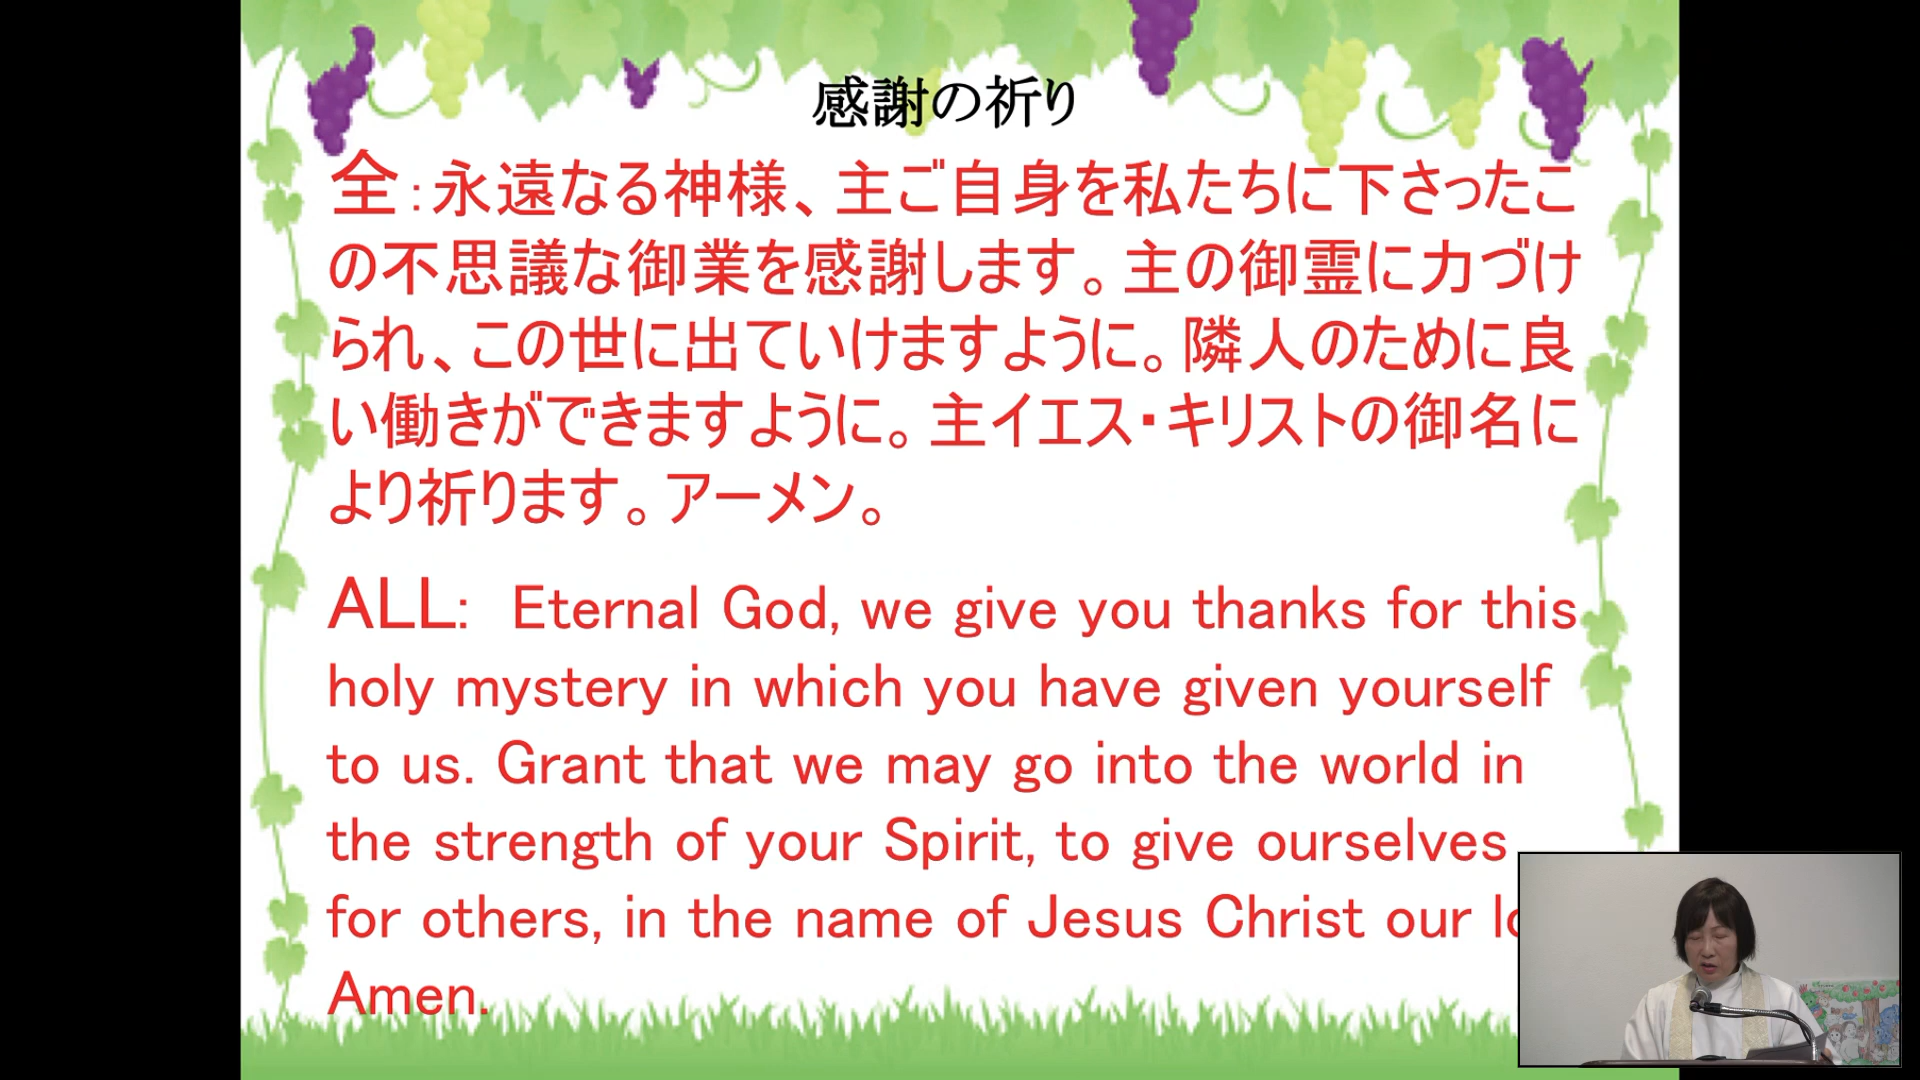 感謝の祈り
全：永遠なる神様、主ご自身を私たちに下さったこ
の不思議な御業を感謝します。主の御霊に力づけ
られ、この世に出ていけますように。隣人のために良
い働きができますように。主イエス・キリストの御名に
より祈ります。アーメン。
ALL: Eternal God, we give you thanks for this
holy mystery in which you have given yourself
to us. Grant that we may go into the world in
the strength of your Spirit, to give ourselves
for others, in the name of Jesus Christ our
Amen.